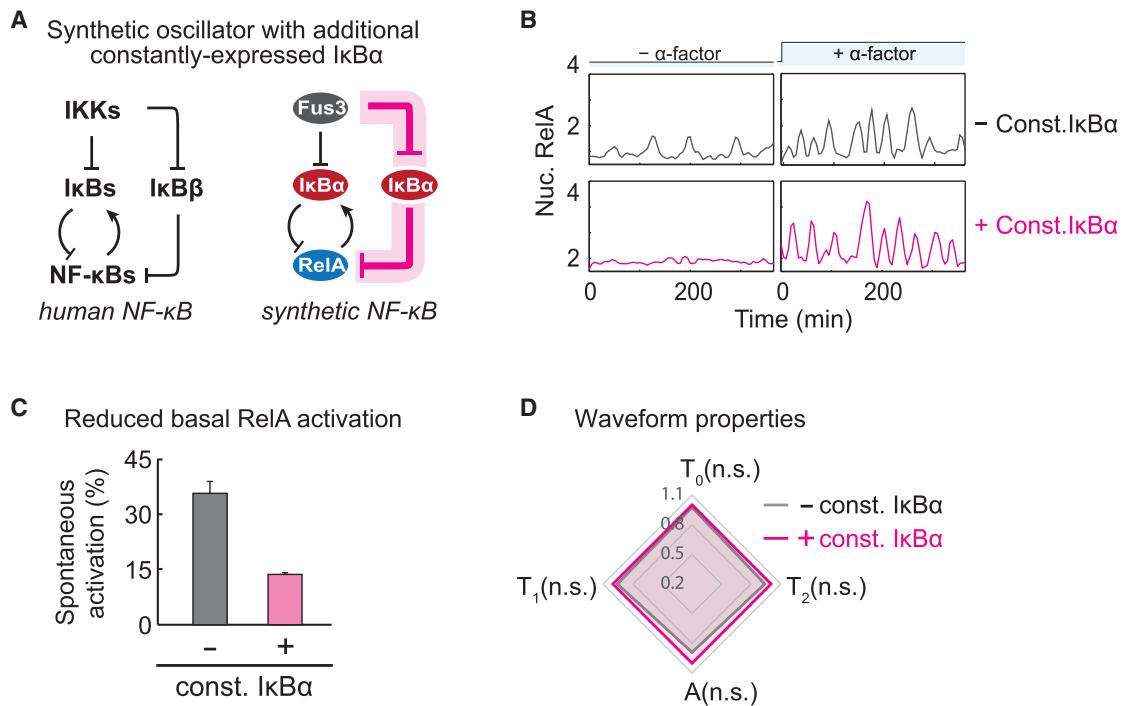 A
Synthetic oscillator with additional
constantly-expressed IκBα
IKKs
IκBs
IκBβ
NF-κBs
human NF-κB
Fus3
IκBα
IκBα
RelA
synthetic NF-κB
B
− α-factor
+ α-factor
Nuc. RelA
4
2
4
2
0
200
0
200
Time (min)
− Const.IκBα
+ Const.IκBα
C
Reduced basal RelA activation
Spontaneous
activation (%)
45
30
15
0
−
+
const. IκBα
D
Waveform properties
T0(n.s.)
1.1
0.8
0.5
0.2
T1(n.s.)
T2(n.s.)
A(n.s.)
− const. IκBα
+ const. IκBα